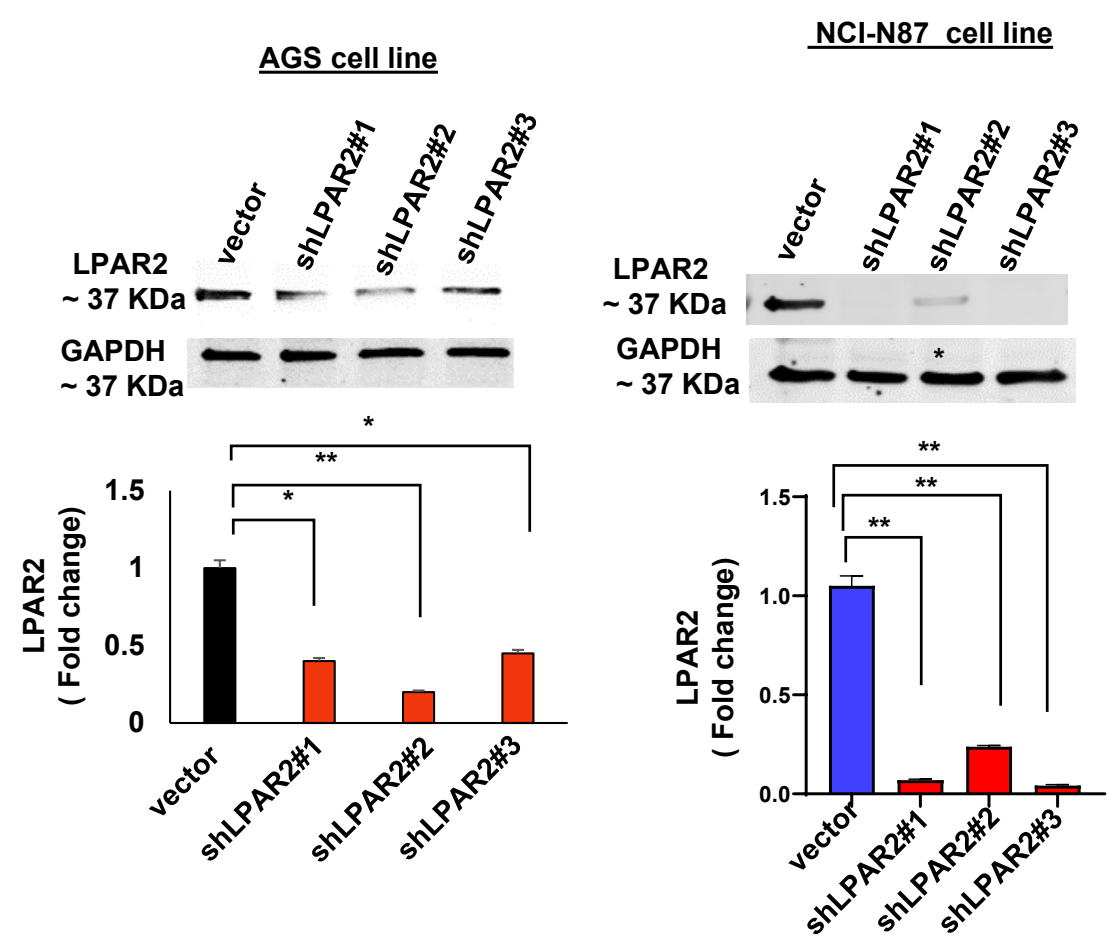 AGS cell line
vector
shLPAR2#1
shLPAR2#2
shLPAR2#3
LPAR2
~ 37 KDa
GAPDH
~ 37 KDa
*
**
*
LPAR2
( Fold change)
1.5
1
0.5
0
vector
shLPAR2#1
shLPAR2#2
shLPAR2#3
NCI-N87 cell line
vector
shLPAR2#1
shLPAR2#2
shLPAR2#3
LPAR2
~ 37 KDa
GAPDH
~ 37 KDa
*
**
**
**
LPAR2
( Fold change)
1.5
1.0
0.5
0.0
vector
shLPAR2#1
shLPAR2#2
shLPAR2#3